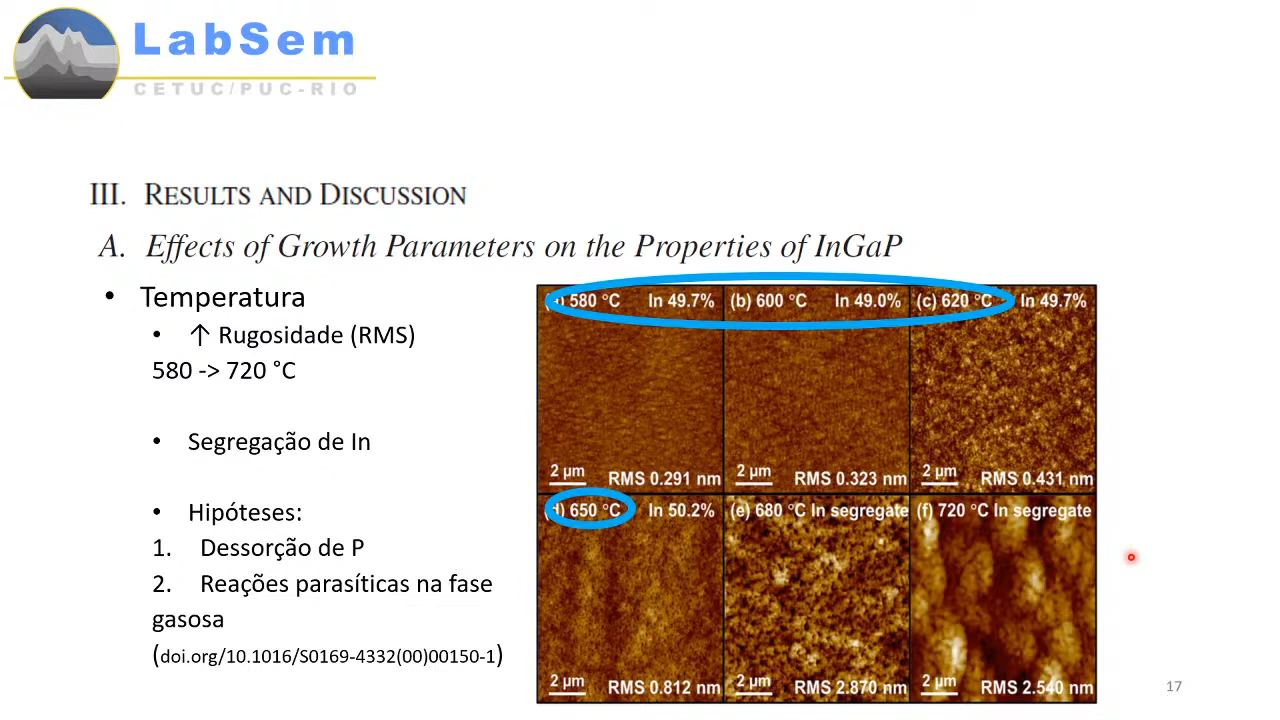 LabSem
CETUC/PUC-RIO
III. RESULTS AND DISCUSSION
A. Effects of Growth Parameters on the Properties of InGaP
• Temperatura
• ↑ Rugosidade (RMS)
580 -> 720 °C
• Segregação de In
• Hipóteses:
1. Dessorção de P
2. Reações parasíticas na fase
gasosa
(doi.org/10.1016/S0169-4332(00)00150-1)
(a) 580 °C In 49.7%
2 µm RMS 0.291 nm
(b) 600 °C In 49.0%
2 µm RMS 0.323 nm
(c) 620 °C In 49.7%
2 µm RMS 0.431 nm
(d) 650 °C In 50.2%
2 µm RMS 0.812 nm
(e) 680 °C In segregate
2 µm RMS 2.870 nm
(f) 720 °C In segregate
2 µm RMS 2.540 nm
17